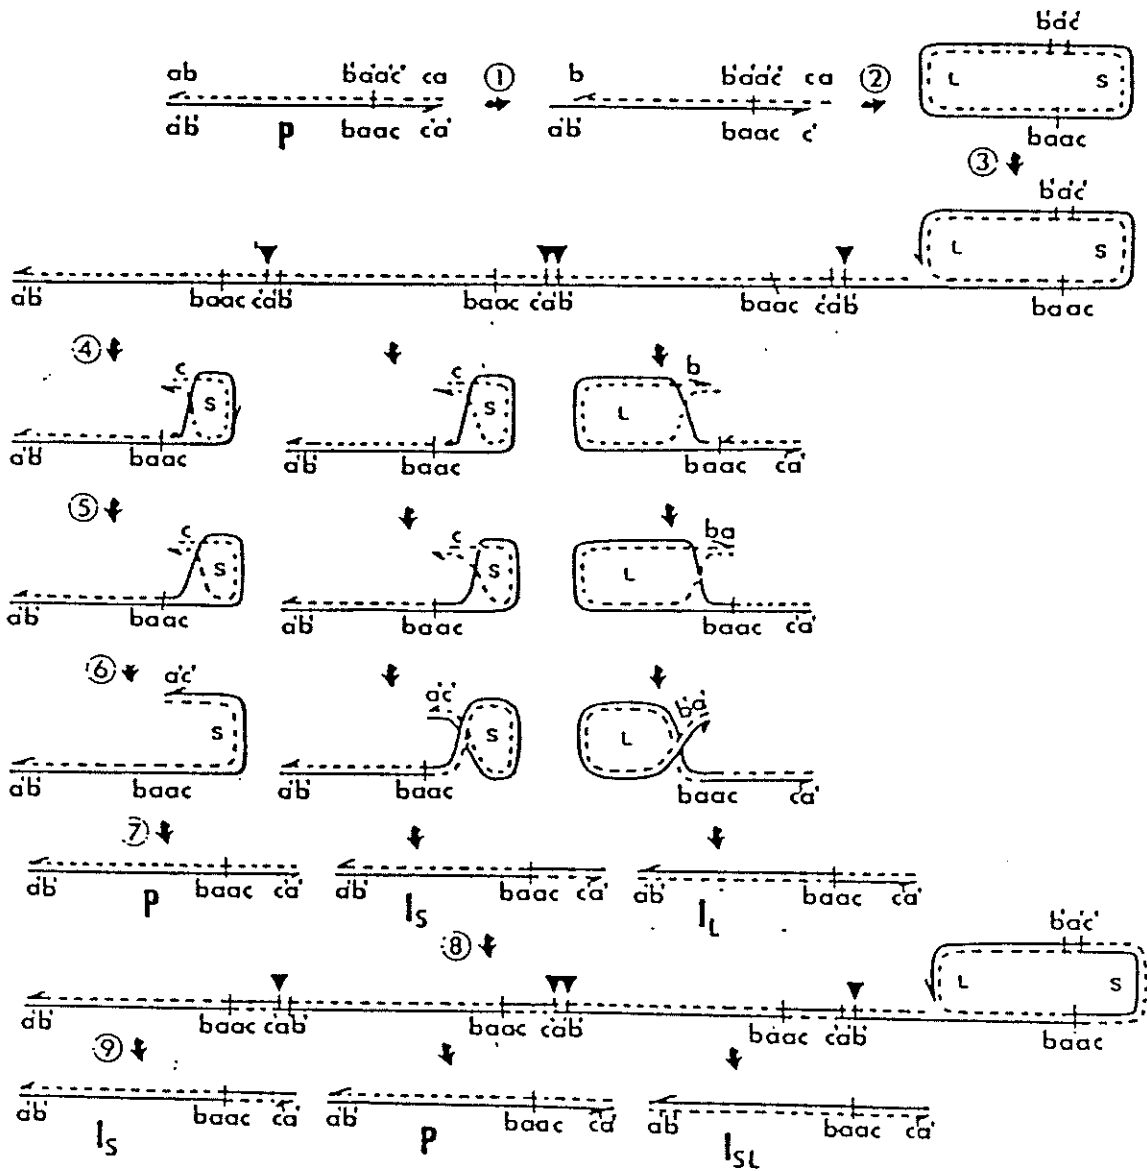 ab b'a'a'c' ca ① b b'a'a'c' ca ② b'a'c'
L S
a'b' P baac c'a' a'b' baac c' baac
③ b'a'c'
L S
a'b' baac c'a'b' baac c'a'b' baac c'a'b' baac
④ c c b
S S L
a'b' baac a'b' baac baac c'a'
⑤ c c ba
S S L
a'b' baac a'b' baac baac c'a'
⑥ a'c' a'c' b'a'
S S L
a'b' baac a'b' baac baac c'a'
⑦
a'b' baac c'a' a'b' baac c'a' a'b' baac c'a'
P I_S I_L
⑧ b'a'c'
L S
a'b' baac c'a'b' baac c'a'b' baac c'a'b' baac
⑨
a'b' baac c'a' a'b' baac c'a' a'b' baac c'a'
I_S P I_SL